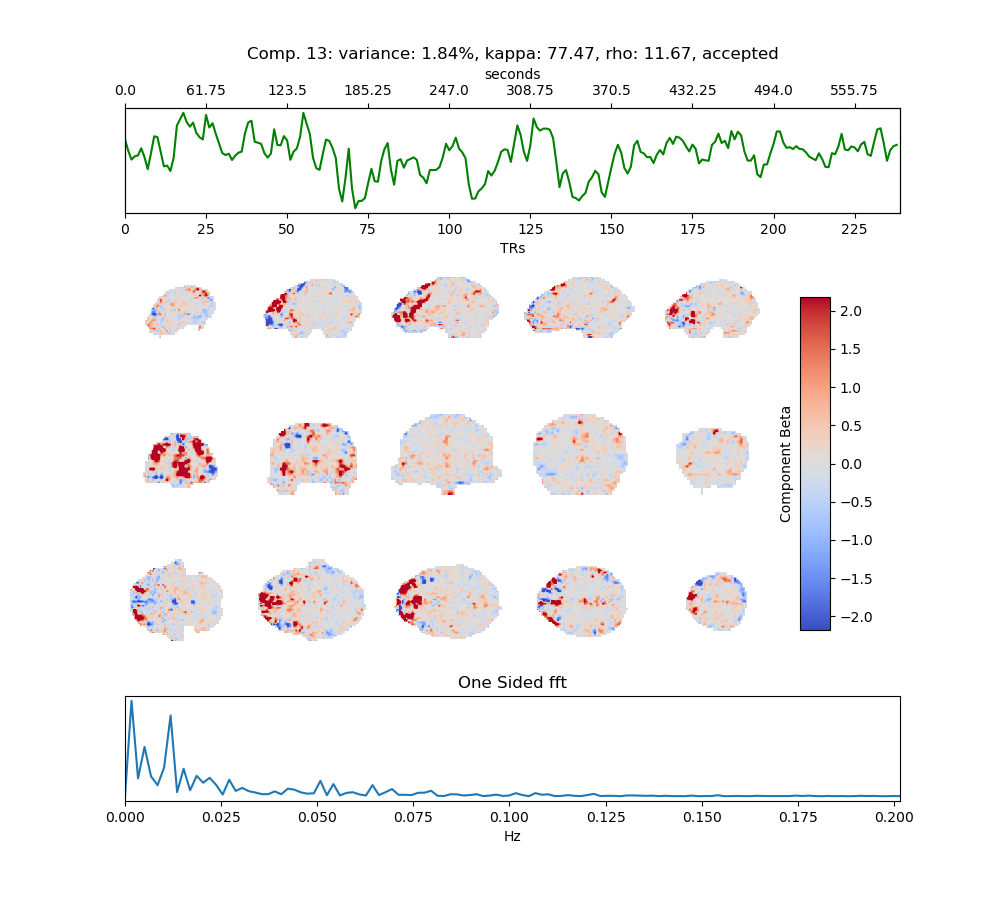 Comp. 13: variance: 1.84%, kappa: 77.47, rho: 11.67, accepted
seconds
0.0 61.75 123.5 185.25 247.0 308.75 370.5 432.25 494.0 555.75
0 25 50 75 100 125 150 175 200 225
TRs
2.0
1.5
1.0
0.5
0.0
−0.5
−1.0
−1.5
−2.0
Component Beta
One Sided fft
0.000 0.025 0.050 0.075 0.100 0.125 0.150 0.175 0.200
Hz